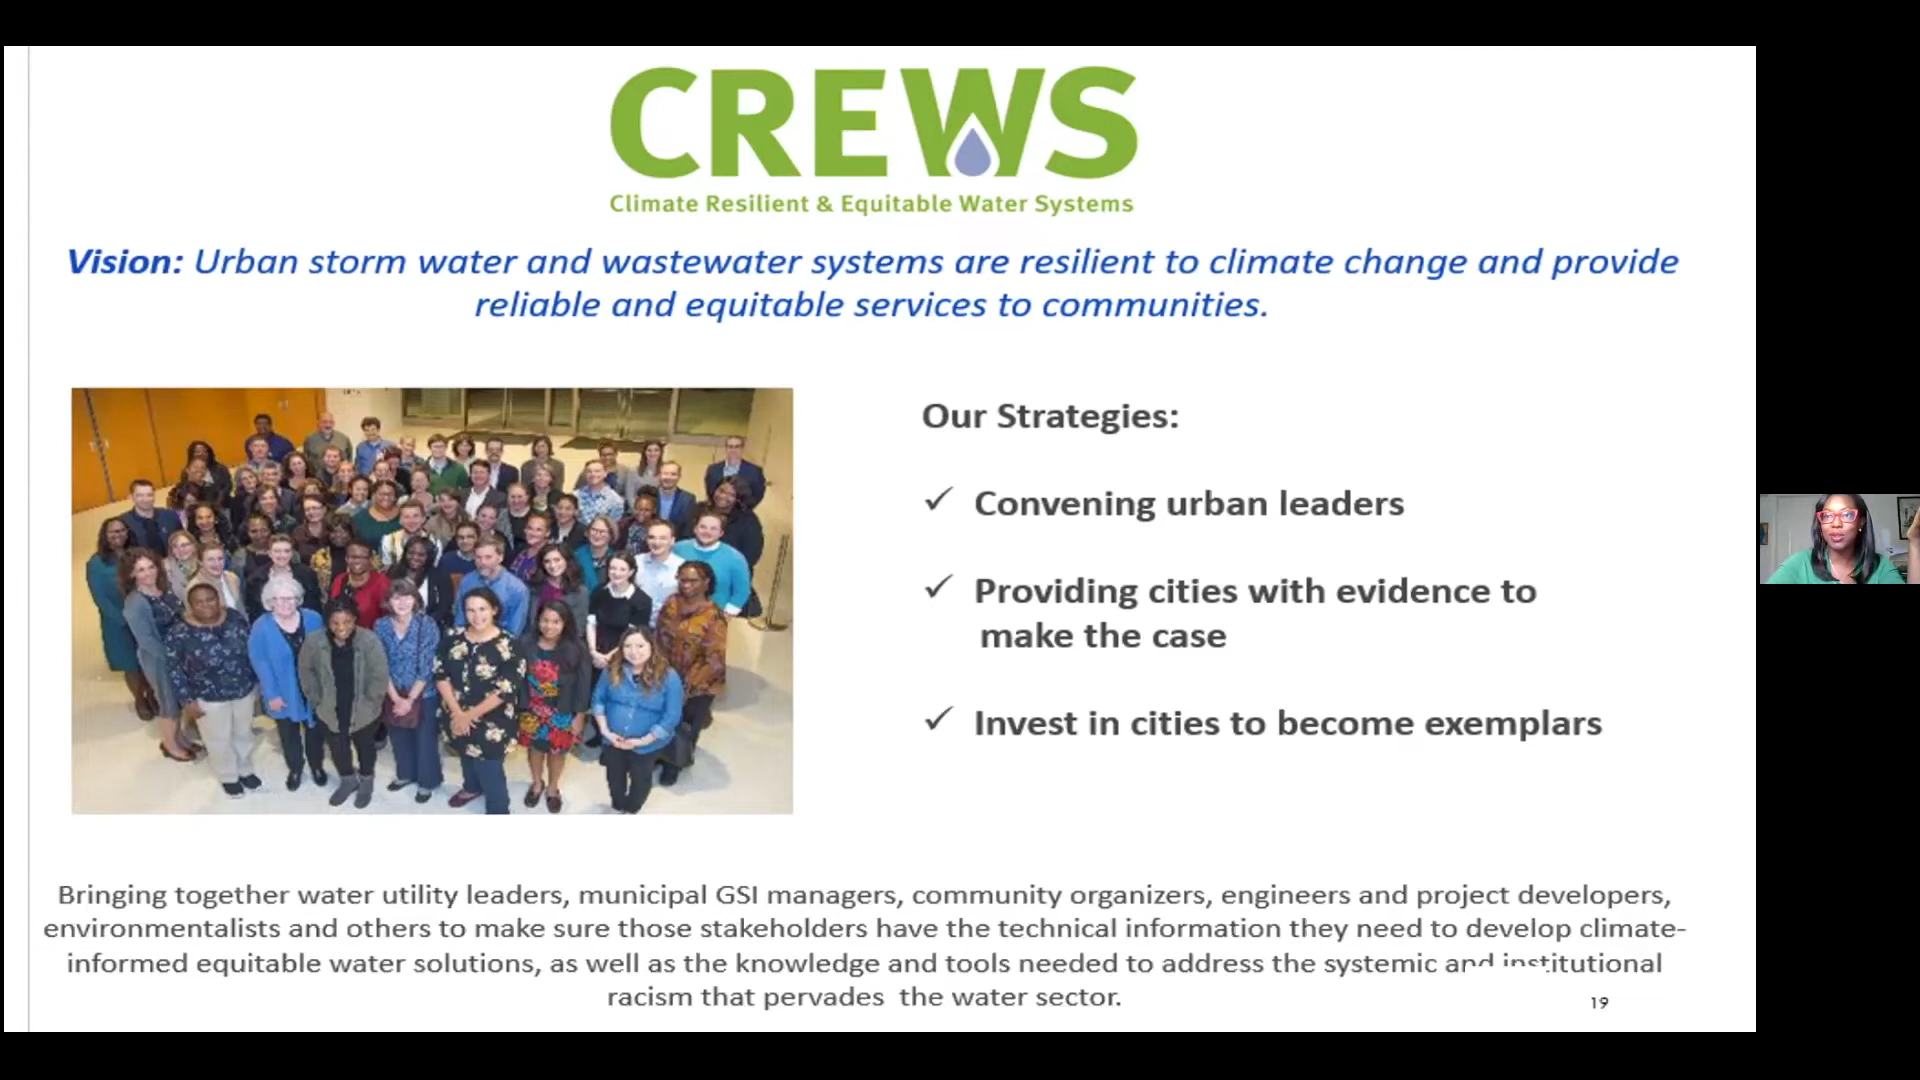 CREWS
Climate Resilient & Equitable Water Systems
Vision: Urban storm water and wastewater systems are resilient to climate change and provide
reliable and equitable services to communities.
Our Strategies:
✓ Convening urban leaders
✓ Providing cities with evidence to
make the case
✓ Invest in cities to become exemplars
Bringing together water utility leaders, municipal GSI managers, community organizers, engineers and project developers,
environmentalists and others to make sure those stakeholders have the technical information they need to develop climate-
informed equitable water solutions, as well as the knowledge and tools needed to address the systemic and institutional
racism that pervades the water sector.
19